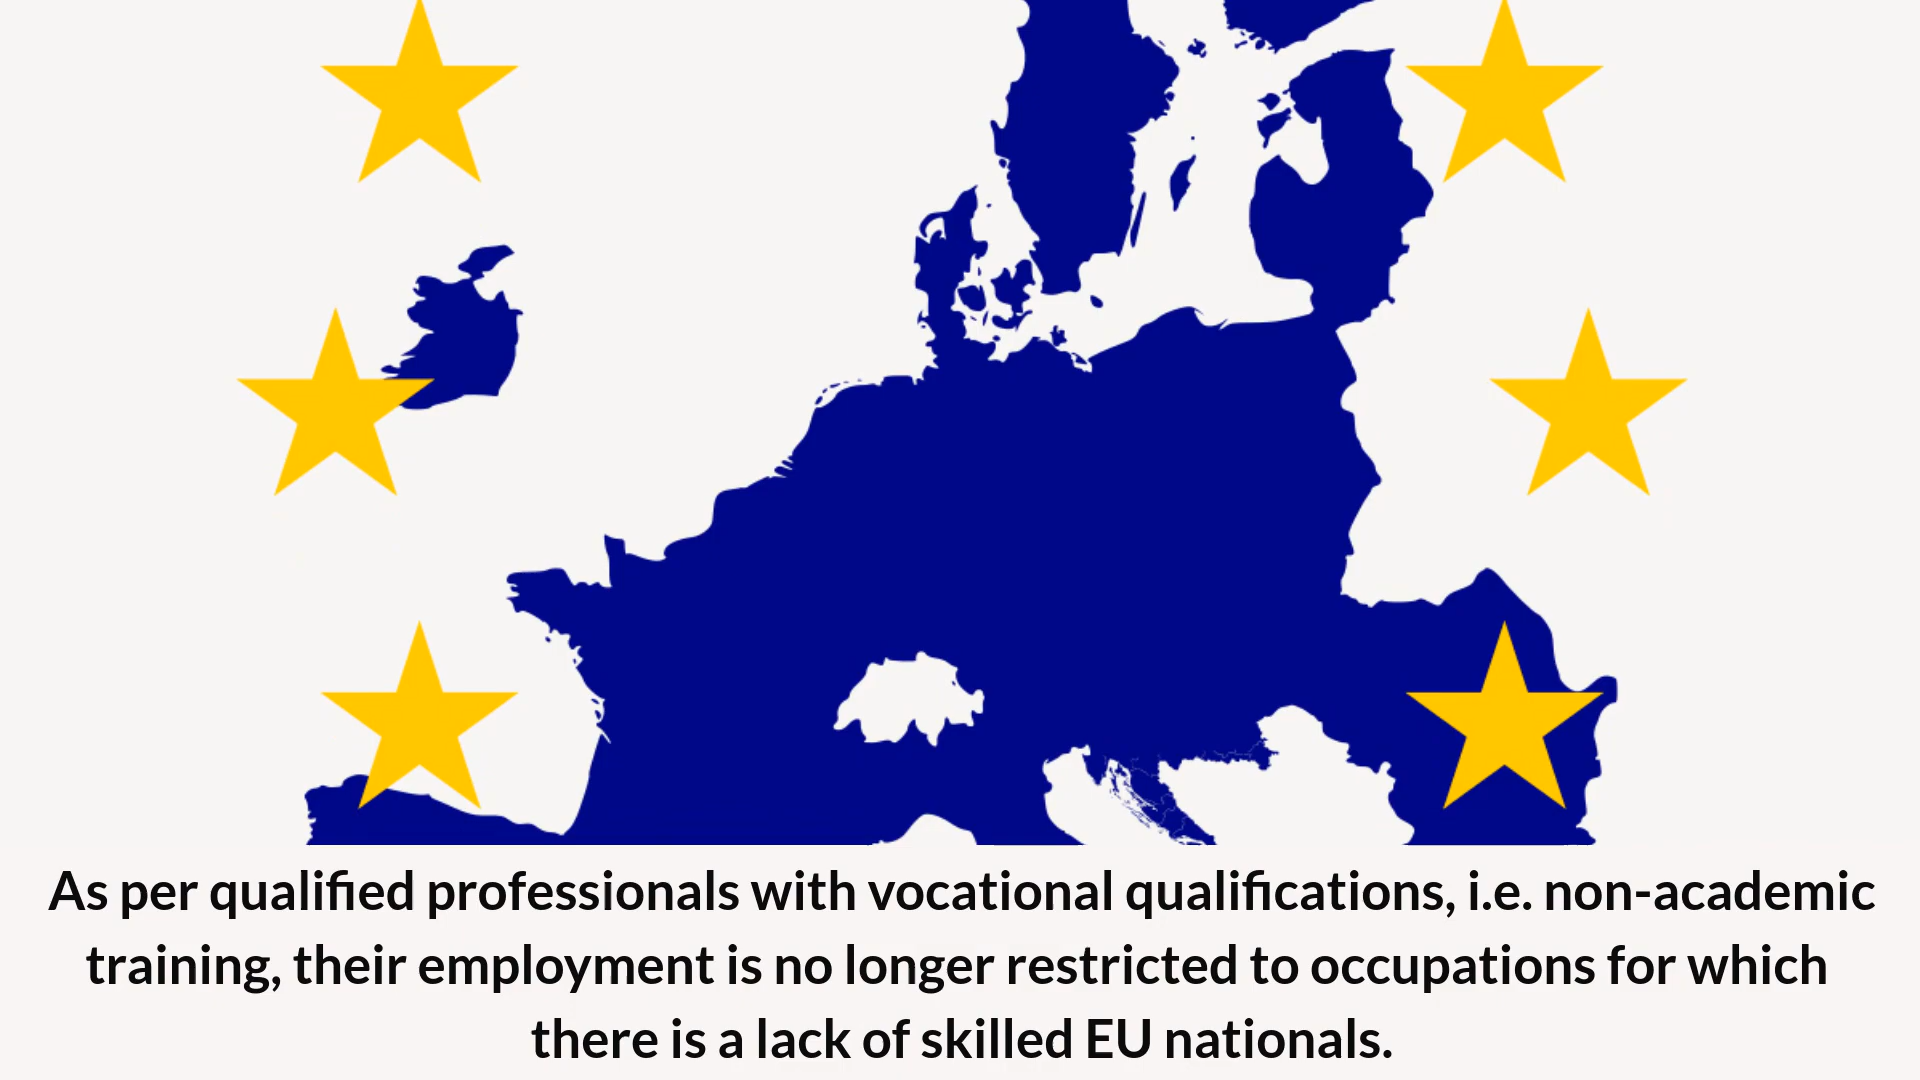 As per qualified professionals with vocational qualifications, i.e. non-academic
training, their employment is no longer restricted to occupations for which
there is a lack of skilled EU nationals.